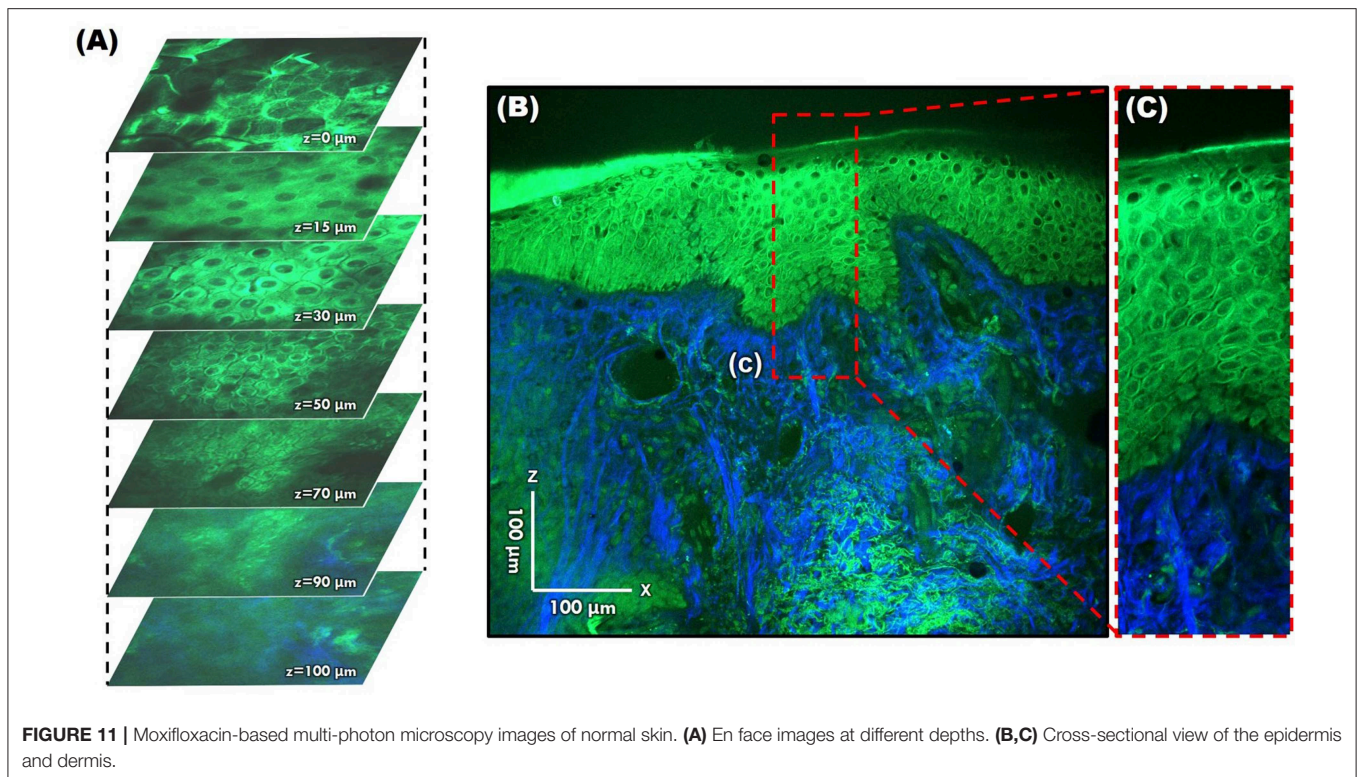 (A)
z=0 µm
z=15 µm
z=30 µm
z=50 µm
z=70 µm
z=90 µm
z=100 µm
(B)
(c)
z
100 µm
x
100 µm
(C)
FIGURE 11 | Moxifloxacin-based multi-photon microscopy images of normal skin. (A) En face images at different depths. (B,C) Cross-sectional view of the epidermis
and dermis.